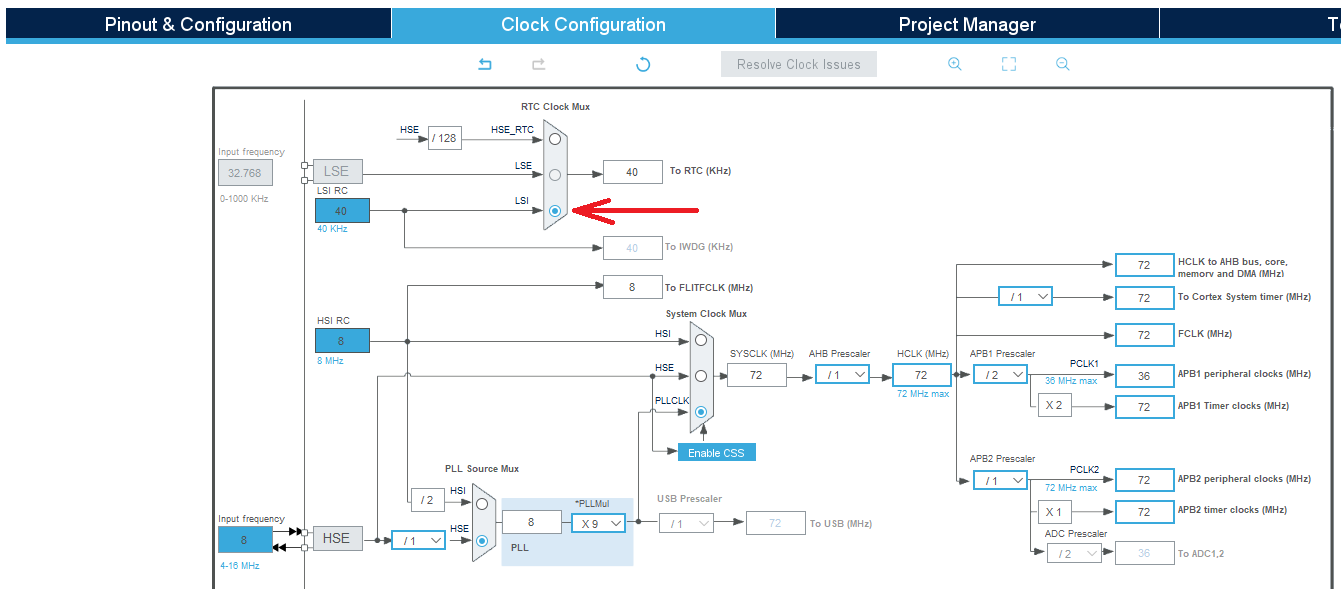 Pinout & Configuration
Clock Configuration
Project Manager
Resolve Clock Issues
RTC Clock Mux
HSE
/ 128
HSE_RTC
Input frequency
32.768
0-1000 KHz
LSE
LSE
40
To RTC (KHz)
LSI RC
40
40 KHz
LSI
40
To IWDG (KHz)
8
To FLITFCLK (MHz)
HSI RC
8
8 MHz
System Clock Mux
HSI
HSE
PLLCLK
Enable CSS
SYSCLK (MHz)
72
AHB Prescaler
/ 1
HCLK (MHz)
72
72 MHz max
72
HCLK to AHB bus, core,
memory and DMA (MHz)
/ 1
72
To Cortex System timer (MHz)
72
FCLK (MHz)
APB1 Prescaler
/ 2
PCLK1
36 MHz max
36
APB1 peripheral clocks (MHz)
X 2
72
APB1 Timer clocks (MHz)
APB2 Prescaler
/ 1
PCLK2
72 MHz max
72
APB2 peripheral clocks (MHz)
X 1
72
APB2 timer clocks (MHz)
ADC Prescaler
/ 2
36
To ADC1,2
PLL Source Mux
/ 2
HSI
Input frequency
8
4-16 MHz
HSE
/ 1
HSE
8
*PLLMul
X 9
PLL
USB Prescaler
/ 1
72
To USB (MHz)